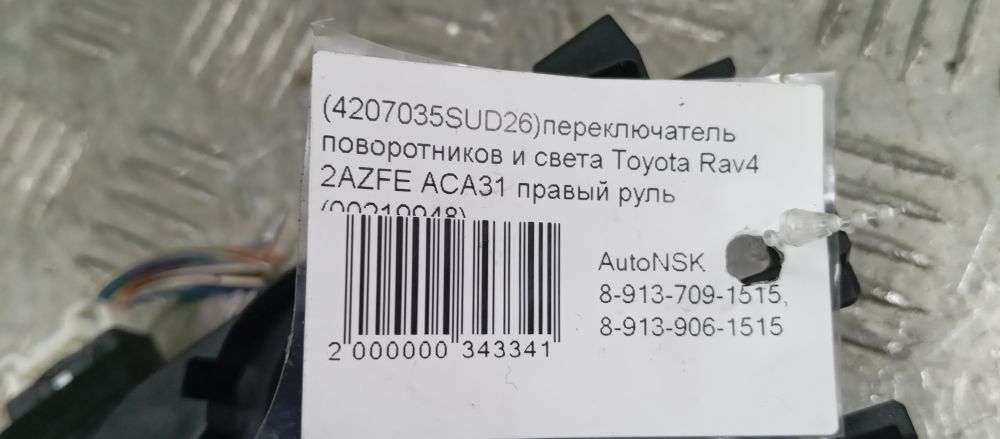 (4207035SUD26)переключатель
поворотников и света Toyota Rav4
2AZFE ACA31 правый руль
(00210048)
AutoNSK
8-913-709-1515,
8-913-906-1515
2 000000 343341